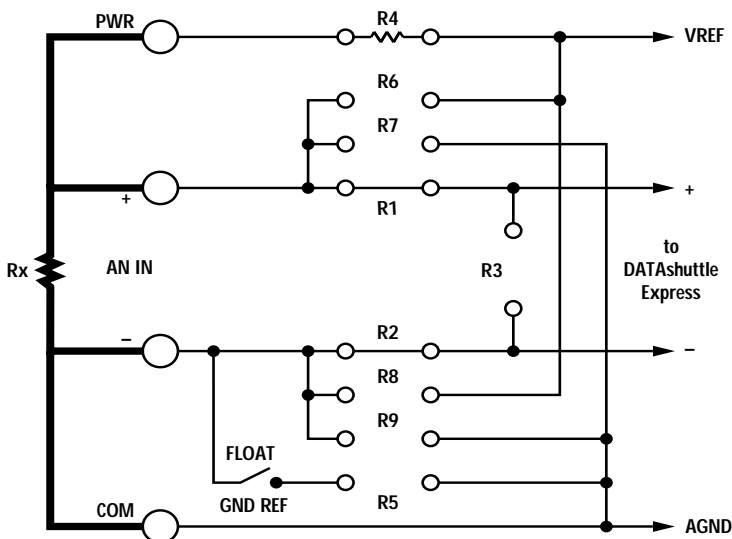 PWR
R4
VREF
R6
R7
+
R1
+
Rx
AN IN
R3
to
DATAshuttle
Express
–
R2
–
R8
R9
FLOAT
GND REF
R5
COM
AGND